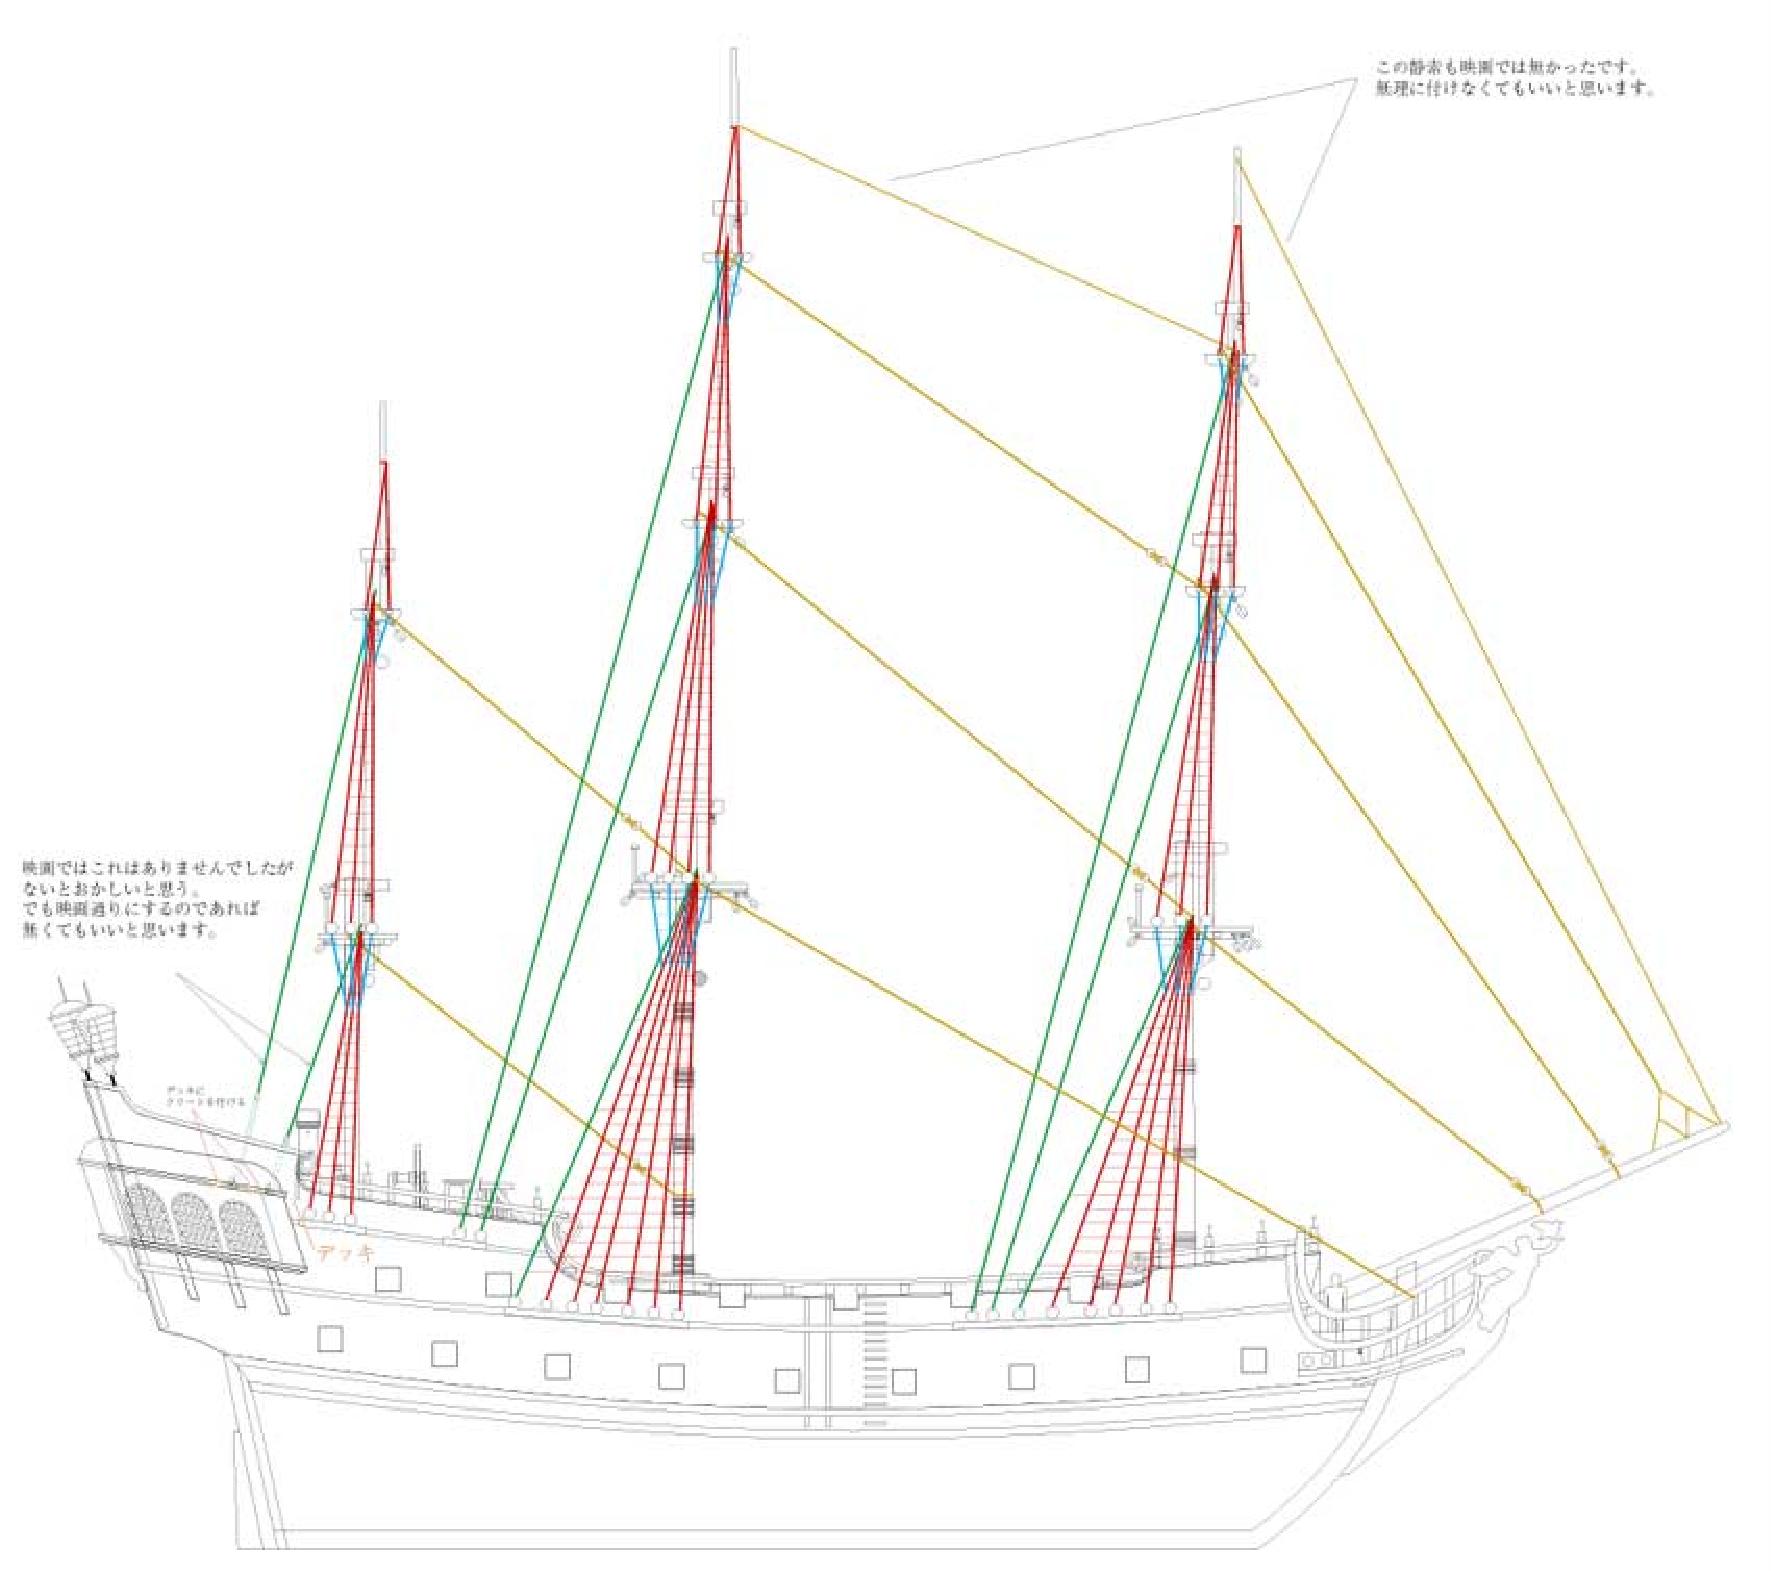 この静索も映画では無かったです。
無理に付けなくてもいいと思います。
映画ではこれはありませんでしたが
ないとおかしいと思う。
でも映画通りにするのであれば
無くてもいいと思います。
デッキに
クリートを付ける
デッキ